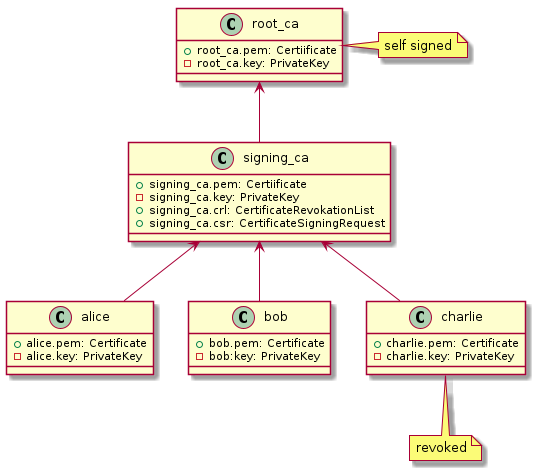 C root_ca
root_ca.pem: Certiificate
root_ca.key: PrivateKey
self signed
C signing_ca
signing_ca.pem: Certiificate
signing_ca.key: PrivateKey
signing_ca.crl: CertificateRevokationList
signing_ca.csr: CertificateSigningRequest
C alice
alice.pem: Certificate
alice.key: PrivateKey
C bob
bob.pem: Certificate
bob:key: PrivateKey
C charlie
charlie.pem: Certificate
charlie.key: PrivateKey
revoked